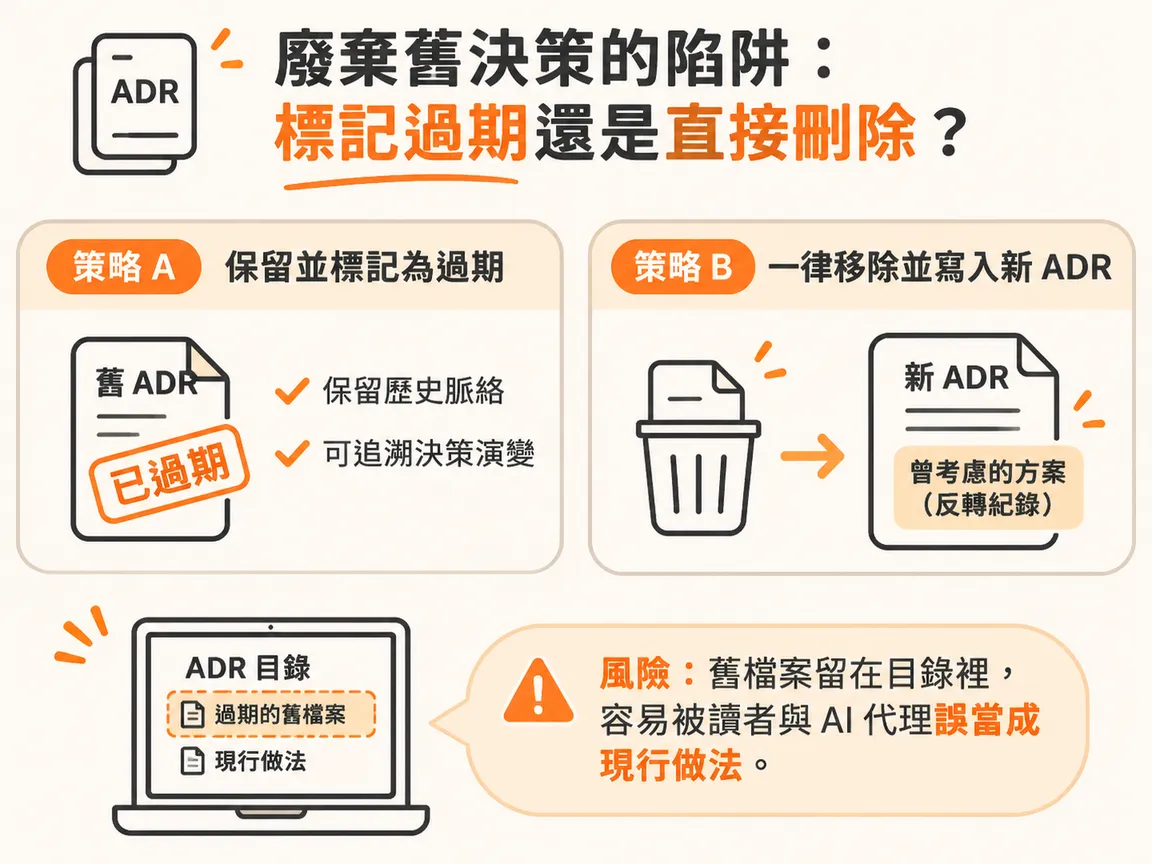 ADR
廢棄舊決策的陷阱：
標記過期還是直接刪除？
策略 A
保留並標記為過期
舊 ADR
已過期
保留歷史脈絡
可追溯決策演變
策略 B
一律移除並寫入新 ADR
新 ADR
曾考慮的方案
（反轉紀錄）
ADR 目錄
過期的舊檔案
現行做法
風險：舊檔案留在目錄裡，
容易被讀者與 AI 代理誤當成
現行做法。